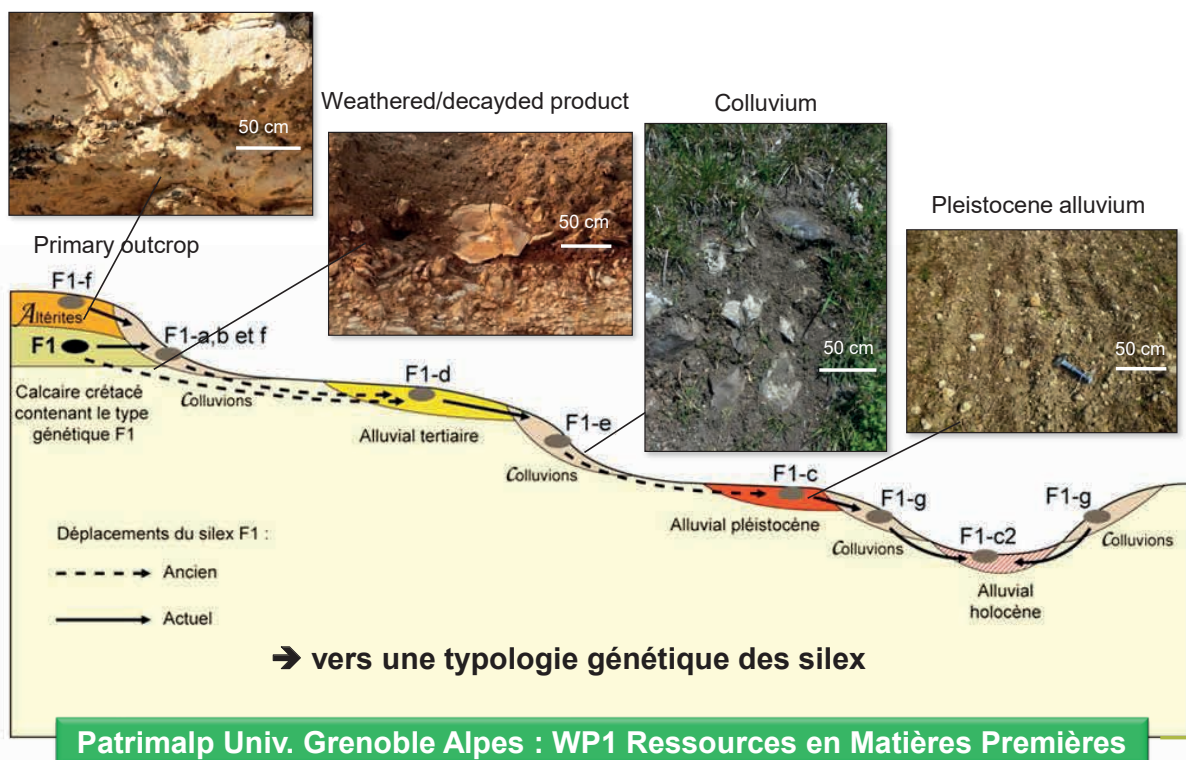 50 cm
Primary outcrop
Weathered/decayded product
50 cm
Colluvium
50 cm
Pleistocene alluvium
50 cm
F1-f
Altérites
F1
F1-a,b et f
Calcaire crétacé
contenant le type
génétique F1
Colluvions
F1-d
Alluvial tertiaire
F1-e
Colluvions
F1-c
Alluvial pléistocène
F1-g
Colluvions
F1-c2
Alluvial
holocène
F1-g
Colluvions
Déplacements du silex F1 :
Ancien
Actuel
➔ vers une typologie génétique des silex
Patrimalp Univ. Grenoble Alpes : WP1 Ressources en Matières Premières